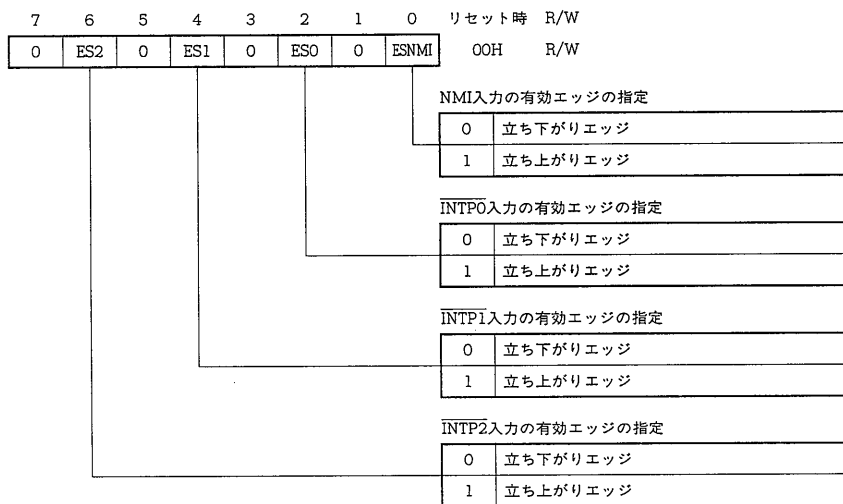 7 6 5 4 3 2 1 0 リセット時 R/W
0 ES2 0 ES1 0 ES0 0 ESNMI 00H R/W
NMI入力の有効エッジの指定
0 立ち下がりエッジ
1 立ち上がりエッジ
INTP0入力の有効エッジの指定
0 立ち下がりエッジ
1 立ち上がりエッジ
INTP1入力の有効エッジの指定
0 立ち下がりエッジ
1 立ち上がりエッジ
INTP2入力の有効エッジの指定
0 立ち下がりエッジ
1 立ち上がりエッジ